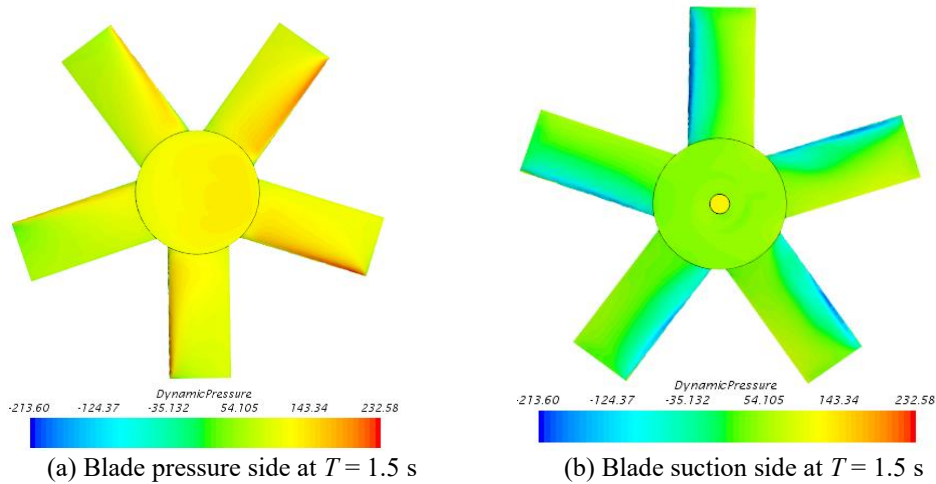 DynamicPressure
-213.60 -124.37 -35.132 54.105 143.34 232.58
(a) Blade pressure side at T = 1.5 s
DynamicPressure
-213.60 -124.37 -35.132 54.105 143.34 232.58
(b) Blade suction side at T = 1.5 s